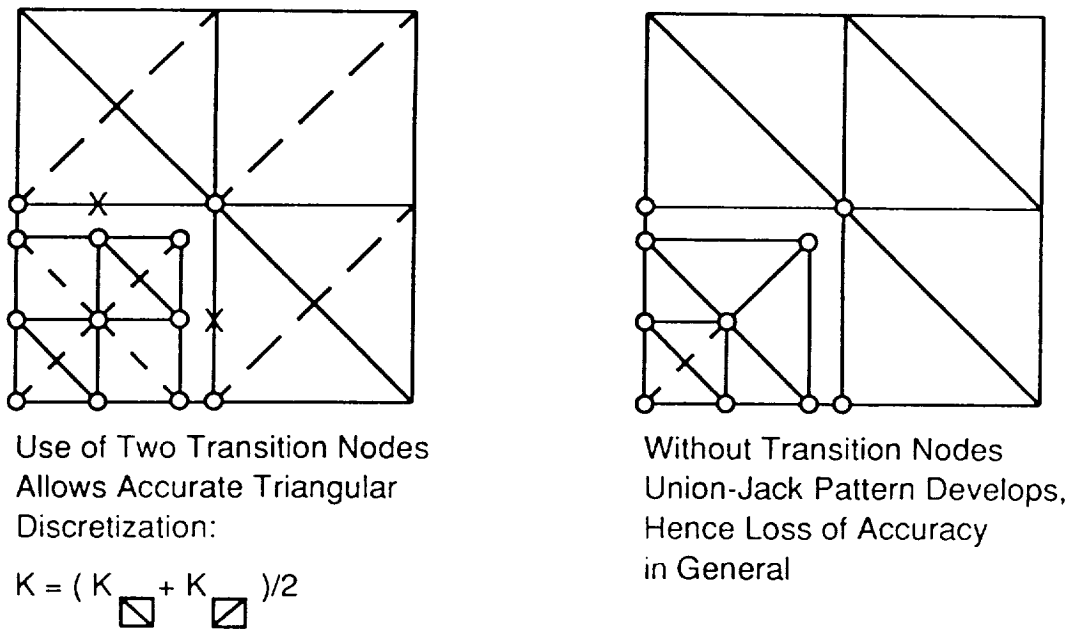 Use of Two Transition Nodes
Allows Accurate Triangular
Discretization:
K = ( K + K )/2
Without Transition Nodes
Union-Jack Pattern Develops,
Hence Loss of Accuracy
in General